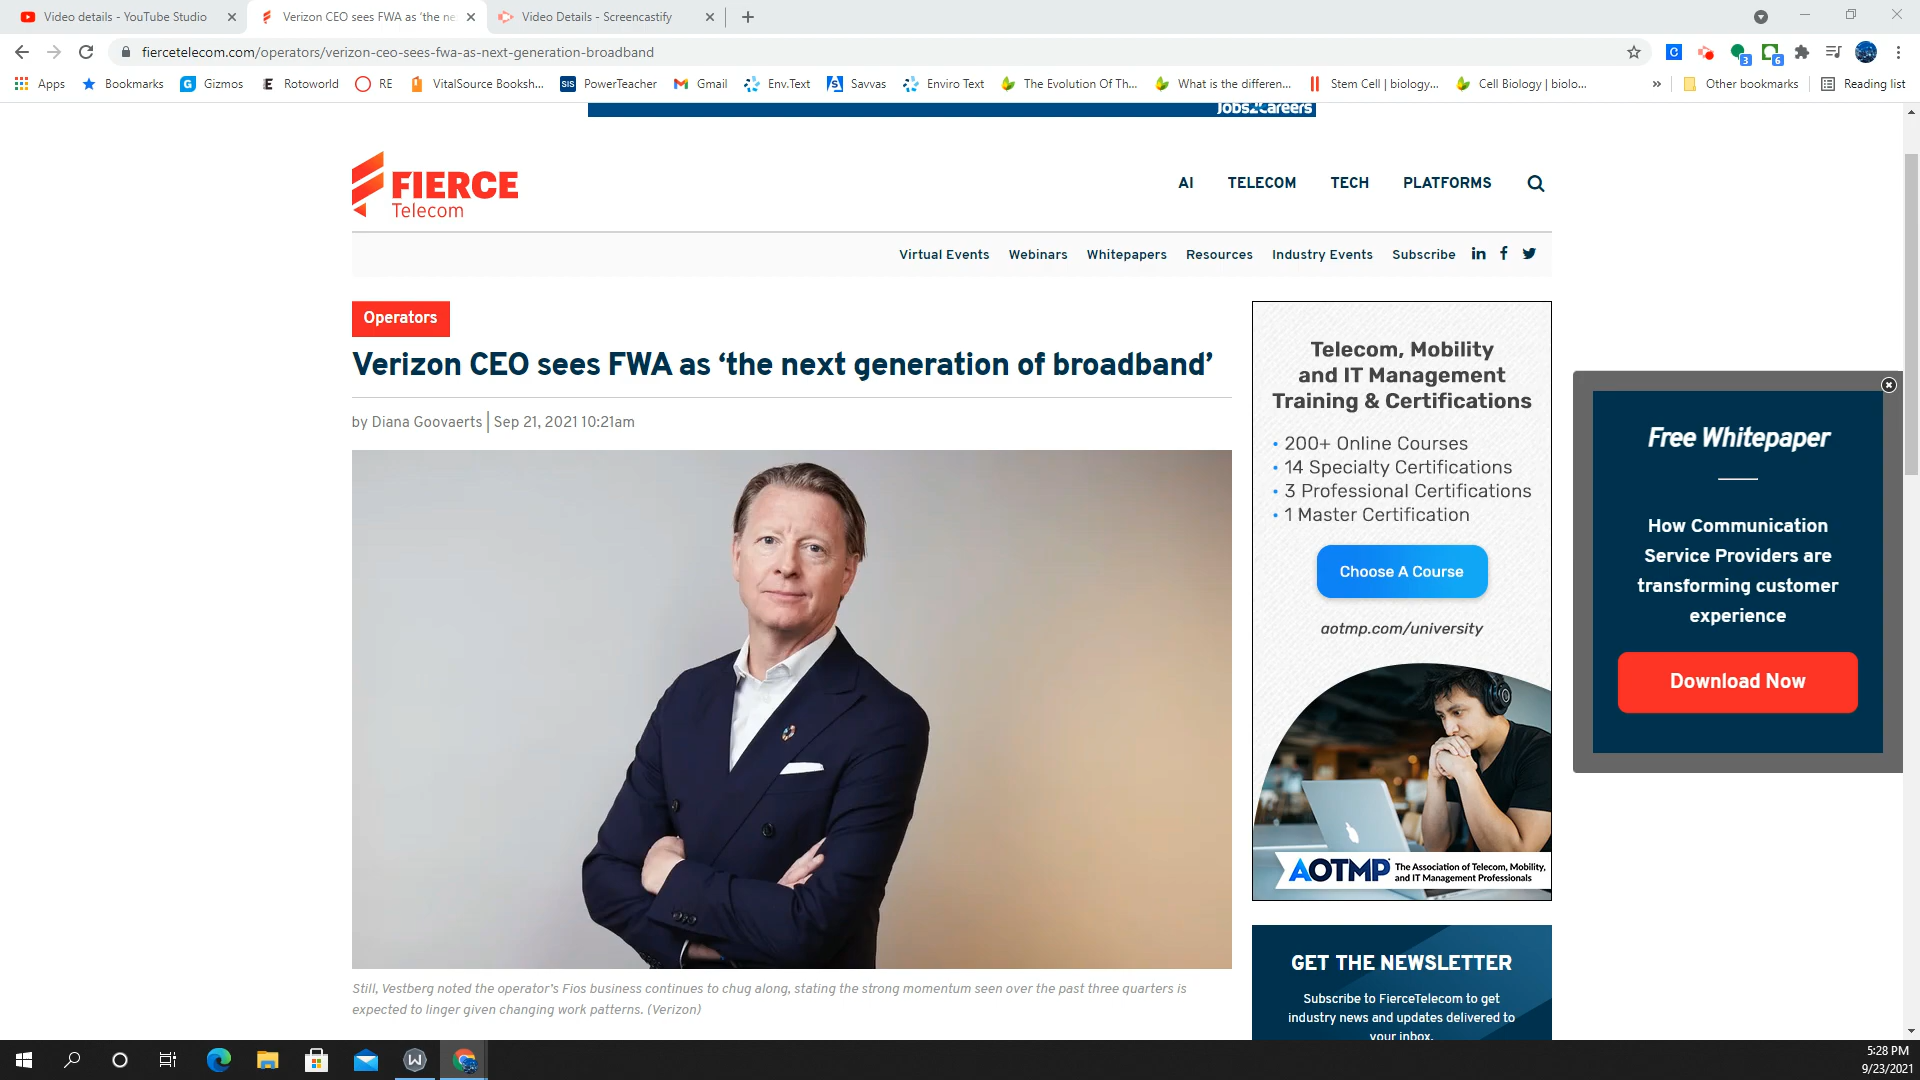 Video details - YouTube Studio
Verizon CEO sees FWA as 'the ne
Video Details - Screencastify
fiercetelecom.com/operators/verizon-ceo-sees-fwa-as-next-generation-broadband
C
3
6
Apps
Bookmarks
G Gizmos
E Rotoworld
RE
VitalSource Booksh...
SIS PowerTeacher
Gmail
Env.Text
S Savvas
Enviro Text
The Evolution Of Th...
What is the differen...
Stem Cell | biology...
Cell Biology | biolo...
»
Other bookmarks
Reading list
Jobs2Careers
FIERCE
Telecom
AI TELECOM TECH PLATFORMS
Virtual Events Webinars Whitepapers Resources Industry Events Subscribe in f
Operators
Verizon CEO sees FWA as ‘the next generation of broadband’
by Diana Goovaerts | Sep 21, 2021 10:21am
Still, Vestberg noted the operator’s Fios business continues to chug along, stating the strong momentum seen over the past three quarters is
expected to linger given changing work patterns. (Verizon)
Telecom, Mobility
and IT Management
Training & Certifications
• 200+ Online Courses
• 14 Specialty Certifications
• 3 Professional Certifications
• 1 Master Certification
Choose A Course
aotmp.com/university
AOTMP
The Association of Telecom, Mobility,
and IT Management Professionals
GET THE NEWSLETTER
Subscribe to FierceTelecom to get
industry news and updates delivered to
your inbox.
Free Whitepaper
How Communication
Service Providers are
transforming customer
experience
Download Now
W
5:28 PM
9/23/2021